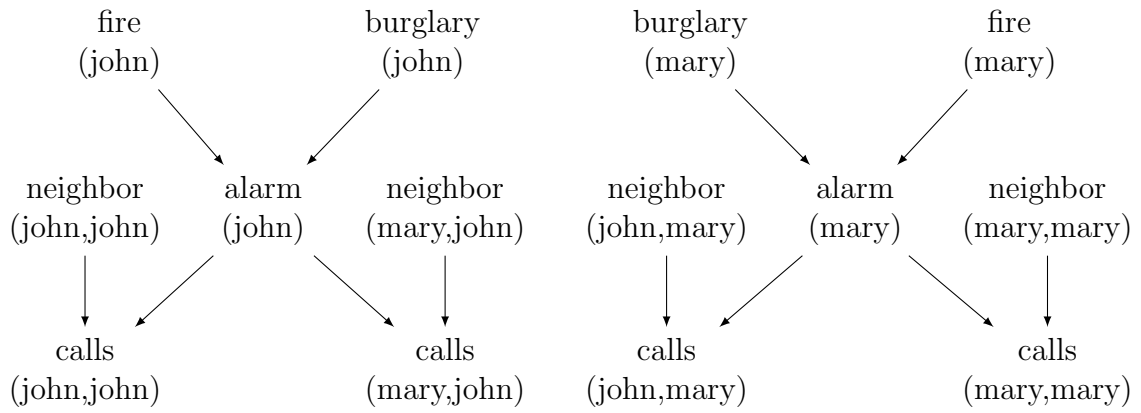 fire
(john)
burglary
(john)
burglary
(mary)
fire
(mary)
neighbor
(john,john)
alarm
(john)
neighbor
(mary,john)
neighbor
(john,mary)
alarm
(mary)
neighbor
(mary,mary)
calls
(john,john)
calls
(mary,john)
calls
(john,mary)
calls
(mary,mary)